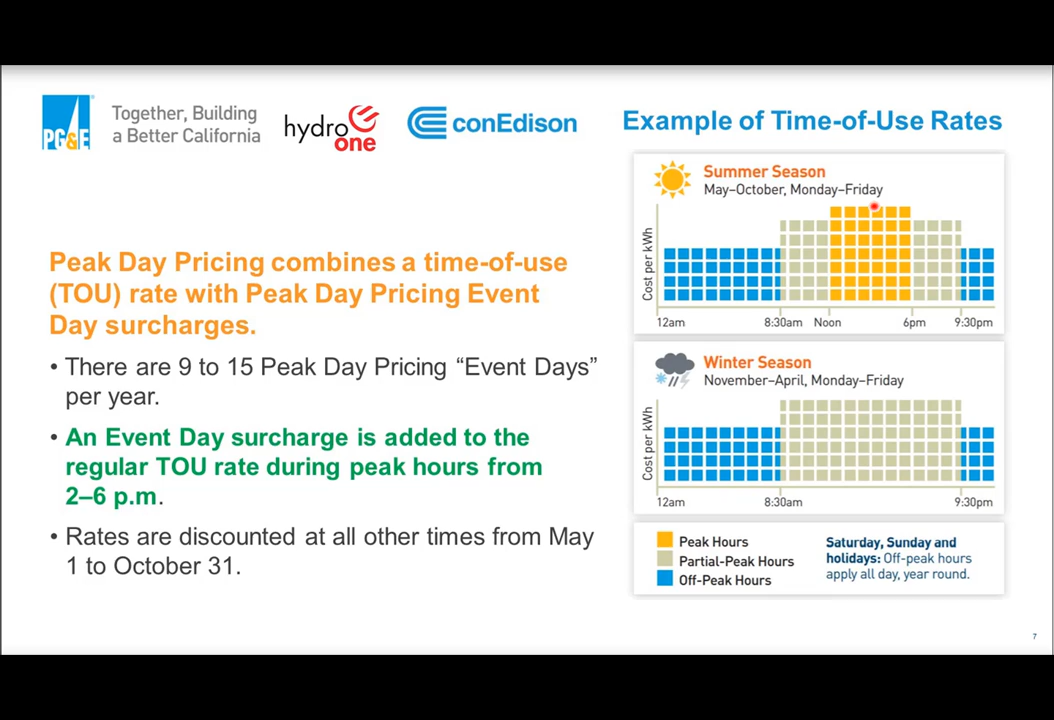 PG&E
Together, Building
a Better California
hydro
one
conEdison
Example of Time-of-Use Rates
Peak Day Pricing combines a time-of-use
(TOU) rate with Peak Day Pricing Event
Day surcharges.
• There are 9 to 15 Peak Day Pricing “Event Days”
per year.
• An Event Day surcharge is added to the
regular TOU rate during peak hours from
2–6 p.m.
• Rates are discounted at all other times from May
1 to October 31.
Summer Season
May–October, Monday–Friday
Cost per kWh
12am 8:30am Noon 6pm 9:30pm
Winter Season
November–April, Monday–Friday
Cost per kWh
12am 8:30am 9:30pm
Peak Hours
Partial-Peak Hours
Off-Peak Hours
Saturday, Sunday and
holidays: Off-peak hours
apply all day, year round.
7